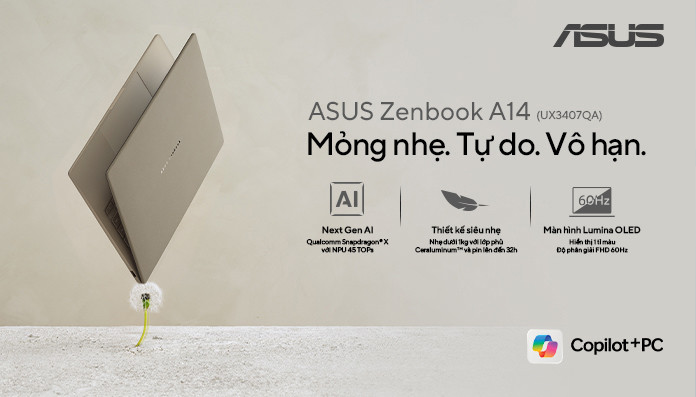 ASUS
ASUS Zenbook A14 (UX3407QA)
Mỏng nhẹ. Tự do. Vô hạn.
AI
Next Gen AI
Qualcomm Snapdragon® X
với NPU 45 TOPs
Thiết kế siêu nhẹ
Nhẹ dưới 1kg với lớp phủ
Ceraluminum™ và pin lên đến 32h
60Hz
Màn hình Lumina OLED
Hiển thị 1 tỉ màu
Độ phân giải FHD 60Hz
Copilot+PC